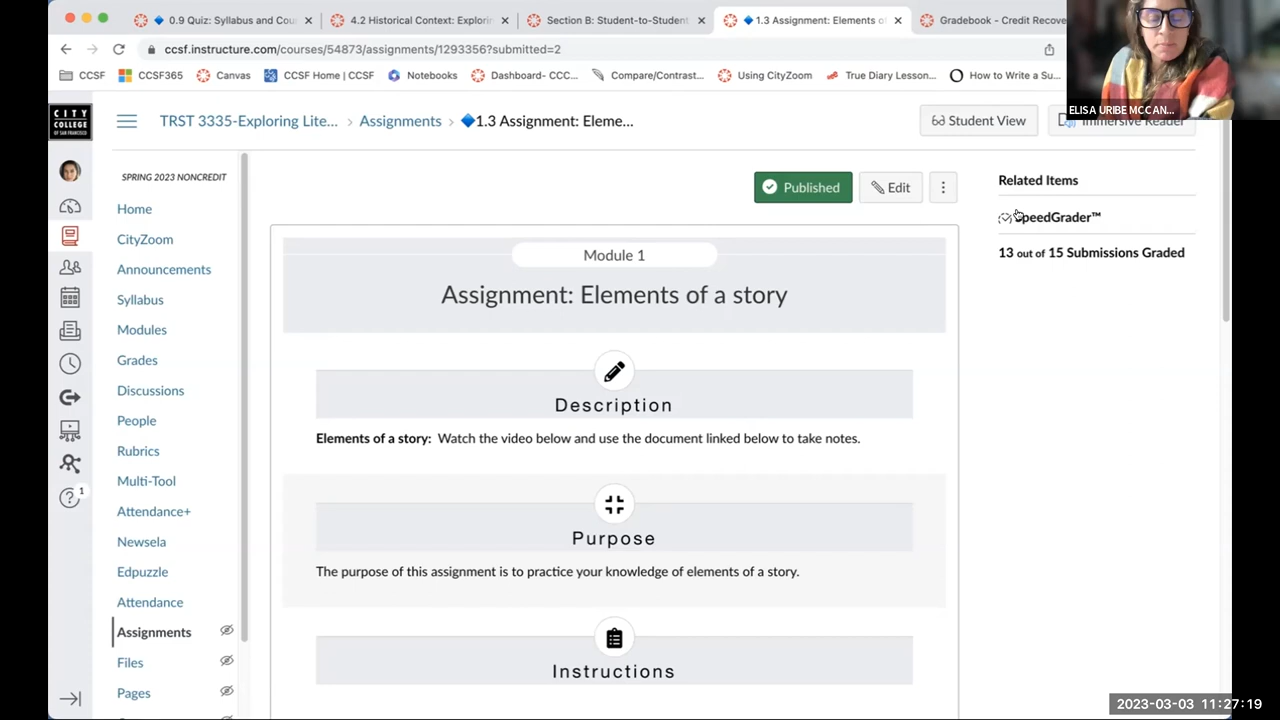 0.9 Quiz: Syllabus and Cou
4.2 Historical Context: Explorin
Section B: Student-to-Student
1.3 Assignment: Elements of
Gradebook - Credit Recove
ccsf.instructure.com/courses/54873/assignments/1293356?submitted=2
CCSF
CCSF365
Canvas
CCSF Home | CCSF
Notebooks
Dashboard- CCC...
Compare/Contrast...
Using CityZoom
True Diary Lesson...
How to Write a Su...
ELISA URIBE MCCAN...
CITY
COLLEGE
OF SAN FRANCISCO
TRST 3335-Exploring Lite... > Assignments > 1.3 Assignment: Eleme...
Student View
Immersive Reader
SPRING 2023 NONCREDIT
Home
CityZoom
Announcements
Syllabus
Modules
Grades
Discussions
People
Rubrics
Multi-Tool
Attendance+
Newsela
Edpuzzle
Attendance
Assignments
Files
Pages
1
Published
Edit
Module 1
Assignment: Elements of a story
Description
Elements of a story: Watch the video below and use the document linked below to take notes.
Purpose
The purpose of this assignment is to practice your knowledge of elements of a story.
Instructions
Related Items
SpeedGrader™
13 out of 15 Submissions Graded
2023-03-03 11:27:19